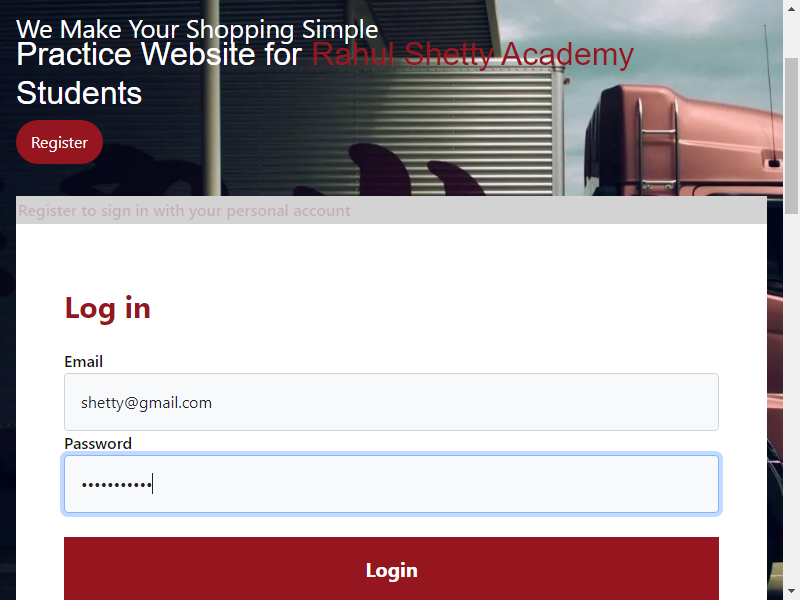 We Make Your Shopping Simple
Practice Website for Rahul Shetty Academy
Students
Register
Register to sign in with your personal account
Log in
Email
shetty@gmail.com
Password
•••••••••••
Login